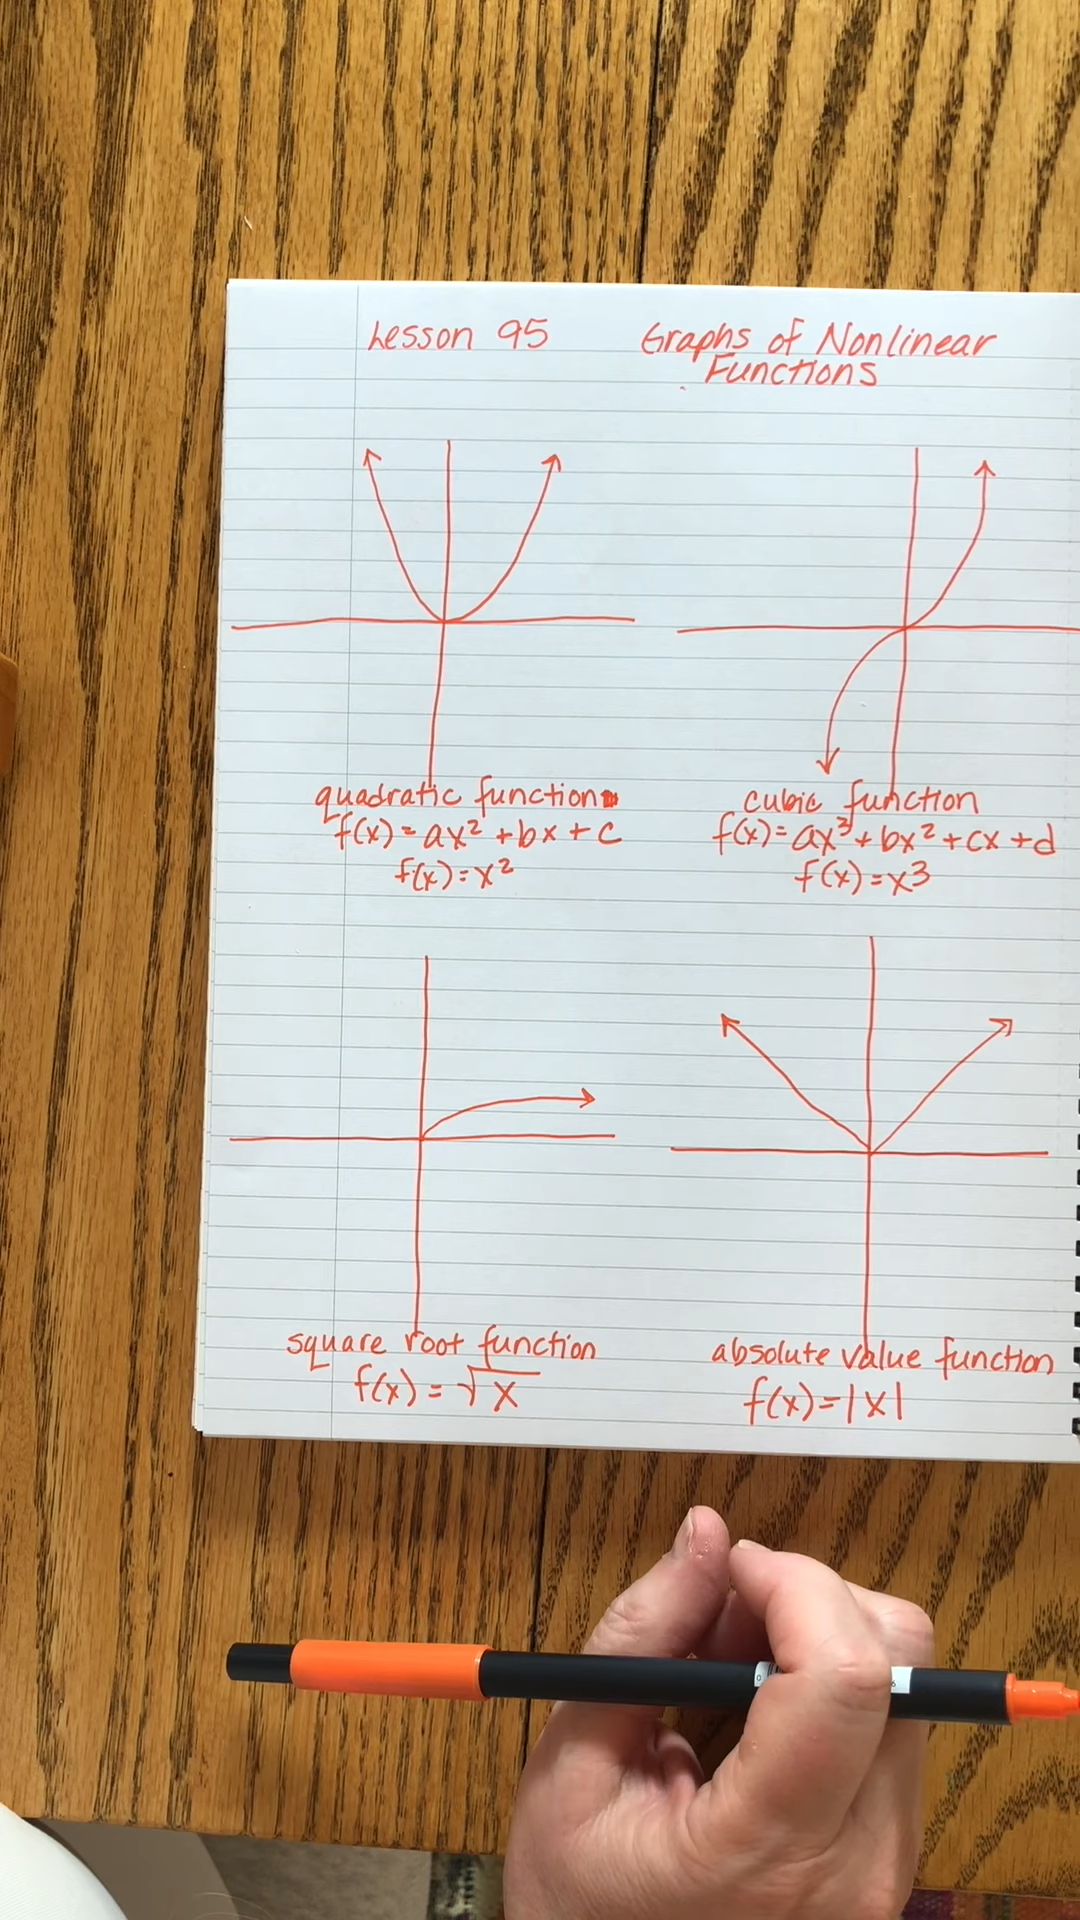 Lesson 95
Graphs of Nonlinear
Functions
quadratic function
f(x) = ax² + bx + c
f(x) = x²
cubic function
f(x) = ax³ + bx² + cx + d
f(x) = x³
square root function
f(x) = √x
absolute value function
f(x) = |x|